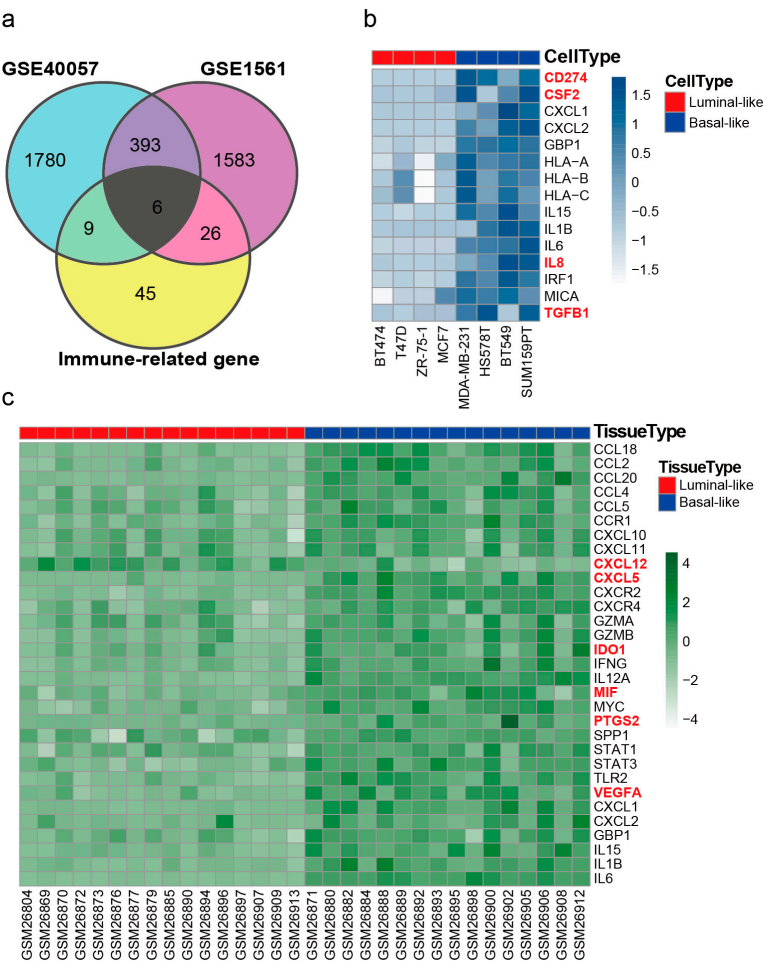 a
GSE40057
GSE1561
1780
393
1583
6
9
26
45
Immune-related gene
b
CellType
CD274
CSF2
CXCL1
CXCL2
GBP1
HLA−A
HLA−B
HLA−C
IL15
IL1B
IL6
IL8
IRF1
MICA
TGFB1
BT474
T47D
ZR-75-1
MCF7
MDA-MB-231
HS578T
BT549
SUM159PT
CellType
Luminal-like
Basal-like
1.5
1
0.5
0
−0.5
−1
−1.5
c
TissueType
CCL18
CCL2
CCL20
CCL4
CCL5
CCR1
CXCL10
CXCL11
CXCL12
CXCL5
CXCR2
CXCR4
GZMA
GZMB
IDO1
IFNG
IL12A
MIF
MYC
PTGS2
SPP1
STAT1
STAT3
TLR2
VEGFA
CXCL1
CXCL2
GBP1
IL15
IL1B
IL6
GSM26804
GSM26869
GSM26870
GSM26872
GSM26873
GSM26876
GSM26877
GSM26879
GSM26885
GSM26890
GSM26894
GSM26896
GSM26897
GSM26907
GSM26909
GSM26913
GSM26871
GSM26880
GSM26882
GSM26884
GSM26888
GSM26889
GSM26892
GSM26893
GSM26895
GSM26898
GSM26900
GSM26902
GSM26905
GSM26906
GSM26908
GSM26912
TissueType
Luminal-like
Basal-like
4
2
0
−2
−4